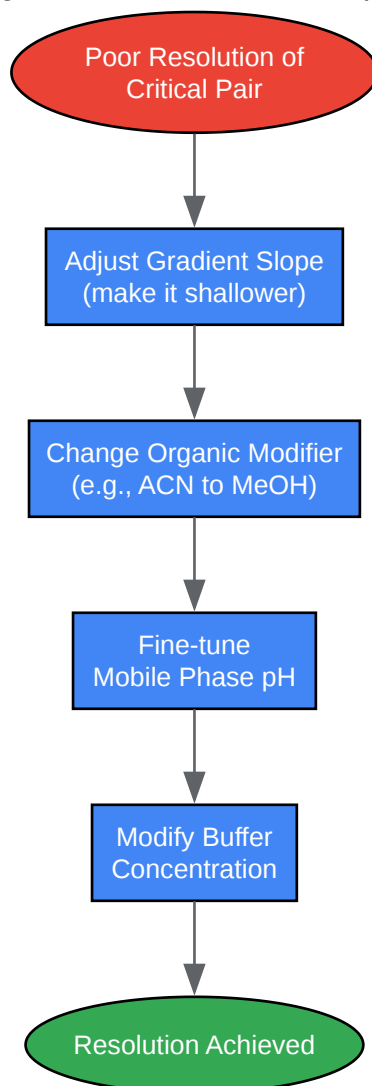 Poor Resolution of
Critical Pair
Adjust Gradient Slope
(make it shallower)
Change Organic Modifier
(e.g., ACN to MeOH)
Fine-tune
Mobile Phase pH
Modify Buffer
Concentration
Resolution Achieved